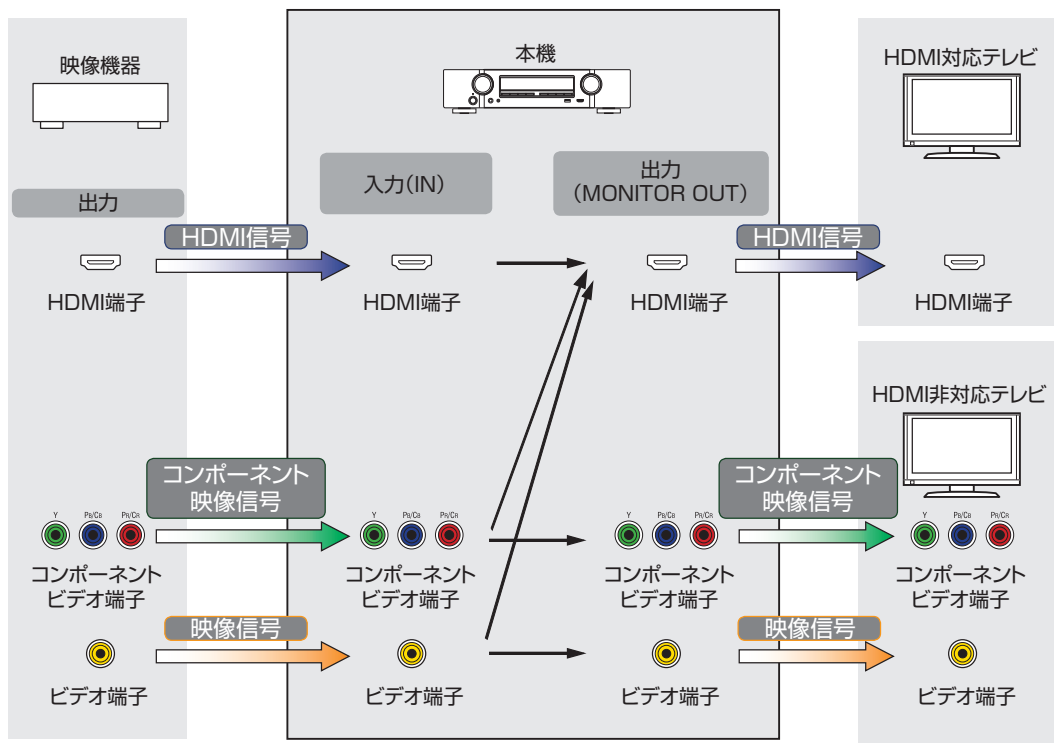 映像機器
本機
HDMI対応テレビ
出力
入力(IN)
出力
(MONITOR OUT)
HDMI信号
HDMI信号
HDMI端子
HDMI端子
HDMI端子
HDMI端子
HDMI非対応テレビ
コンポーネント
映像信号
コンポーネント
映像信号
Y PB/CB PR/CR
Y PB/CB PR/CR
Y PB/CB PR/CR
Y PB/CB PR/CR
コンポーネント
ビデオ端子
コンポーネント
ビデオ端子
コンポーネント
ビデオ端子
コンポーネント
ビデオ端子
映像信号
映像信号
ビデオ端子
ビデオ端子
ビデオ端子
ビデオ端子